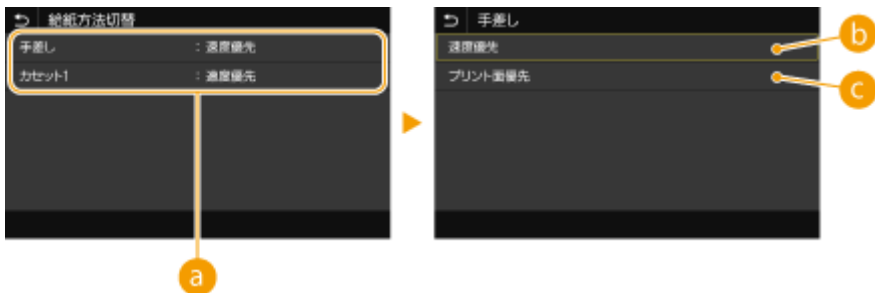 給紙方法切替
手差し : 速度優先
カセット1 : 速度優先
a
手差し
速度優先
プリント面優先
b
c